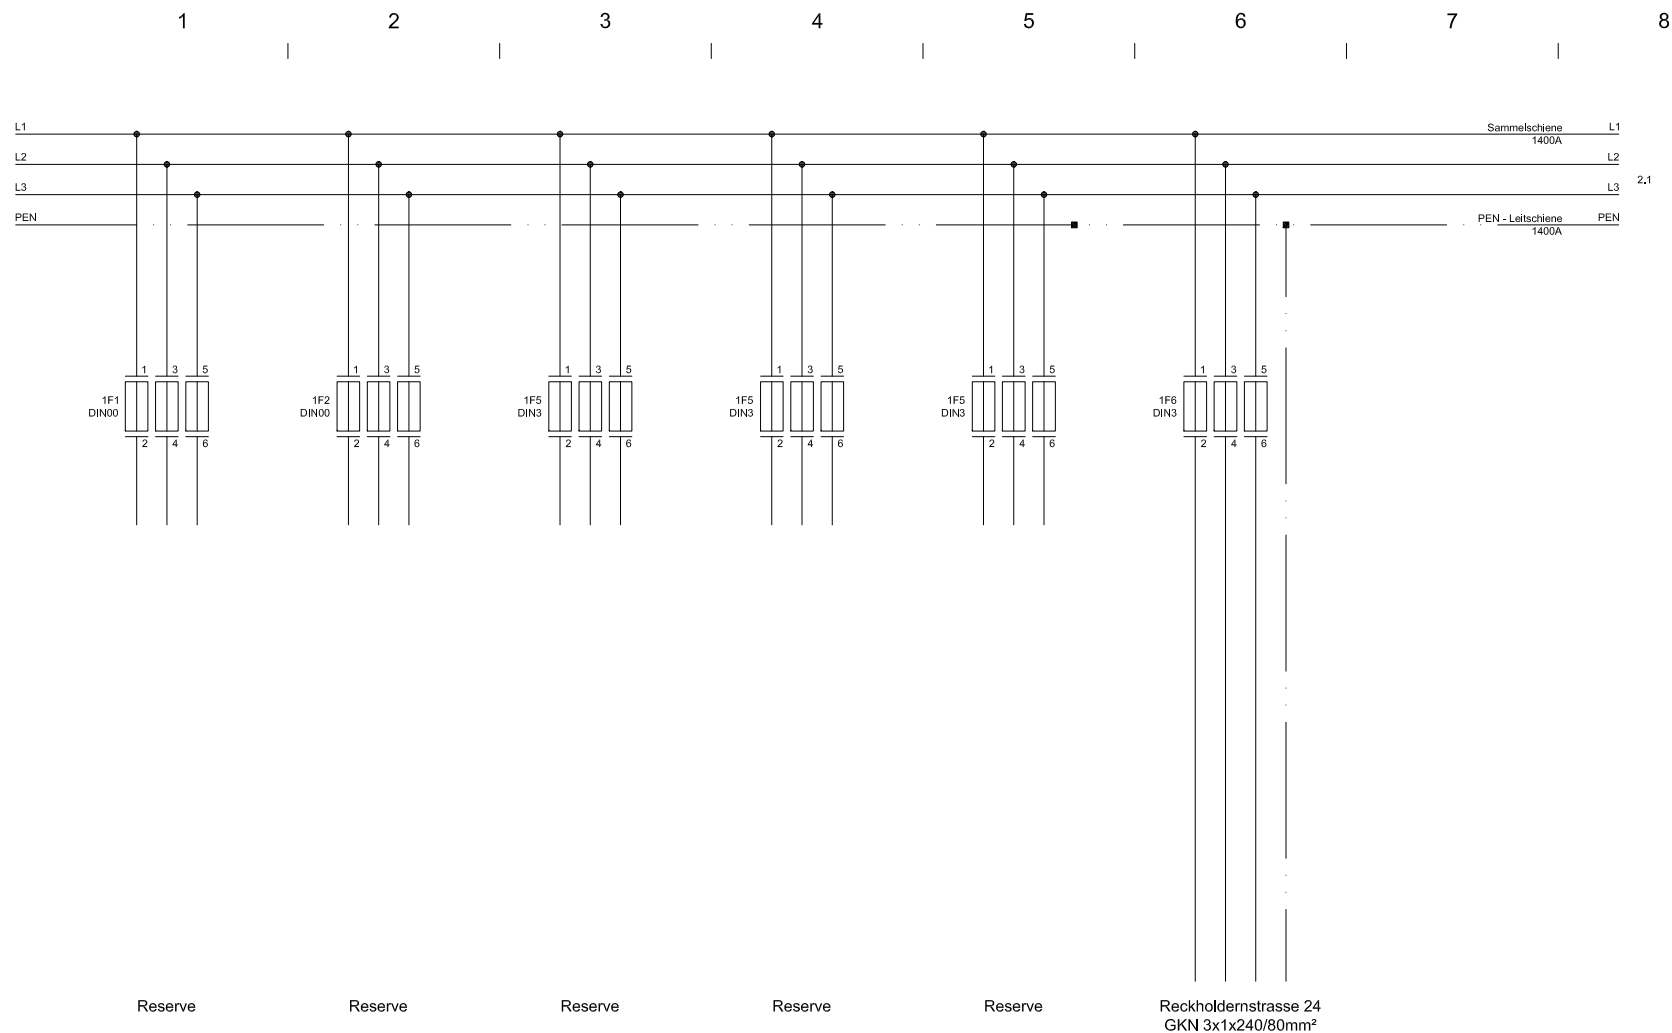 1 2 3 4 5 6 7 8
L1 Sammelschiene L1
1400A
L2 L2
2.1
L3 L3
PEN PEN - Leitschiene PEN
1400A
1 3 5 1 3 5 1 3 5 1 3 5 1 3 5 1 3 5
1F1 1F2 1F5 1F5 1F5 1F6
DIN00 DIN00 DIN3 DIN3 DIN3 DIN3
2 4 6 2 4 6 2 4 6 2 4 6 2 4 6 2 4 6
Reserve Reserve Reserve Reserve Reserve Reckholdernstrasse 24
GKN 3x1x240/80mm²